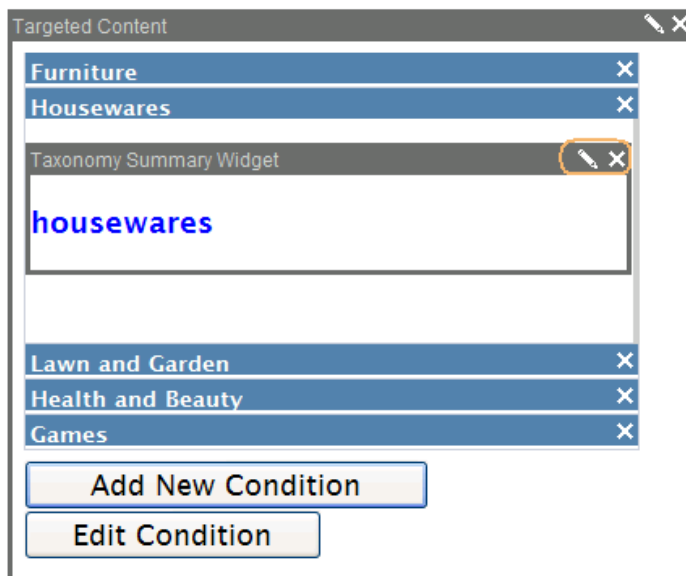 Targeted Content
Furniture
Housewares
Taxonomy Summary Widget
housewares
Lawn and Garden
Health and Beauty
Games
Add New Condition
Edit Condition